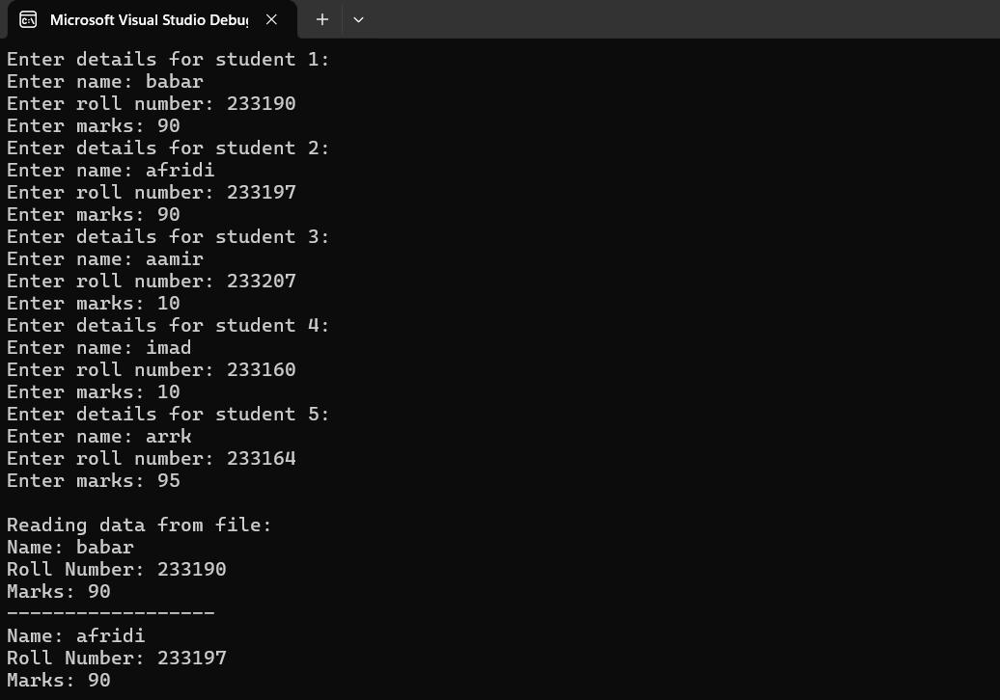 Microsoft Visual Studio Debug
Enter details for student 1:
Enter name: babar
Enter roll number: 233190
Enter marks: 90
Enter details for student 2:
Enter name: afridi
Enter roll number: 233197
Enter marks: 90
Enter details for student 3:
Enter name: aamir
Enter roll number: 233207
Enter marks: 10
Enter details for student 4:
Enter name: imad
Enter roll number: 233160
Enter marks: 10
Enter details for student 5:
Enter name: arrk
Enter roll number: 233164
Enter marks: 95
Reading data from file:
Name: babar
Roll Number: 233190
Marks: 90
------------------
Name: afridi
Roll Number: 233197
Marks: 90